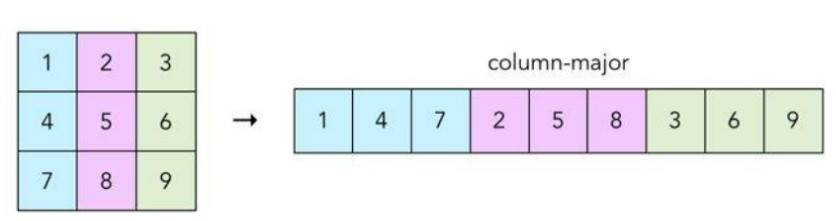 1 2 3
column-major
4 5 6 → 1 4 7 2 5 8 3 6 9
7 8 9